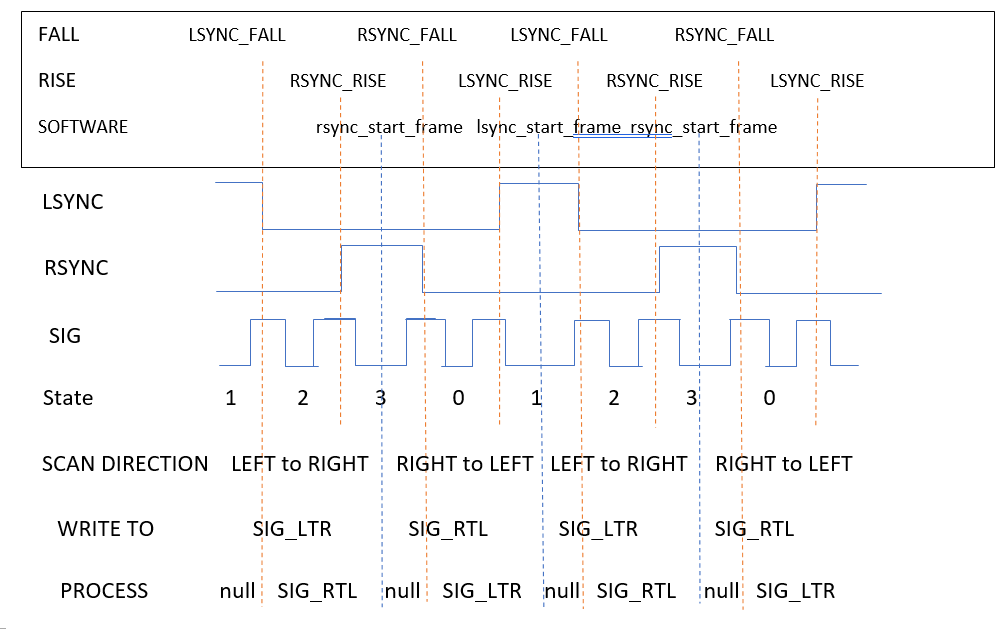 FALL LSYNC_FALL RSYNC_FALL LSYNC_FALL RSYNC_FALL
RISE RSYNC_RISE LSYNC_RISE RSYNC_RISE LSYNC_RISE
SOFTWARE rsync_start_frame lsync_start_frame rsync_start_frame
LSYNC
RSYNC
SIG
State 1 2 3 0 1 2 3 0
SCAN DIRECTION LEFT to RIGHT RIGHT to LEFT LEFT to RIGHT RIGHT to LEFT
WRITE TO SIG_LTR SIG_RTL SIG_LTR SIG_RTL
PROCESS null SIG_RTL null SIG_LTR null SIG_RTL null SIG_LTR